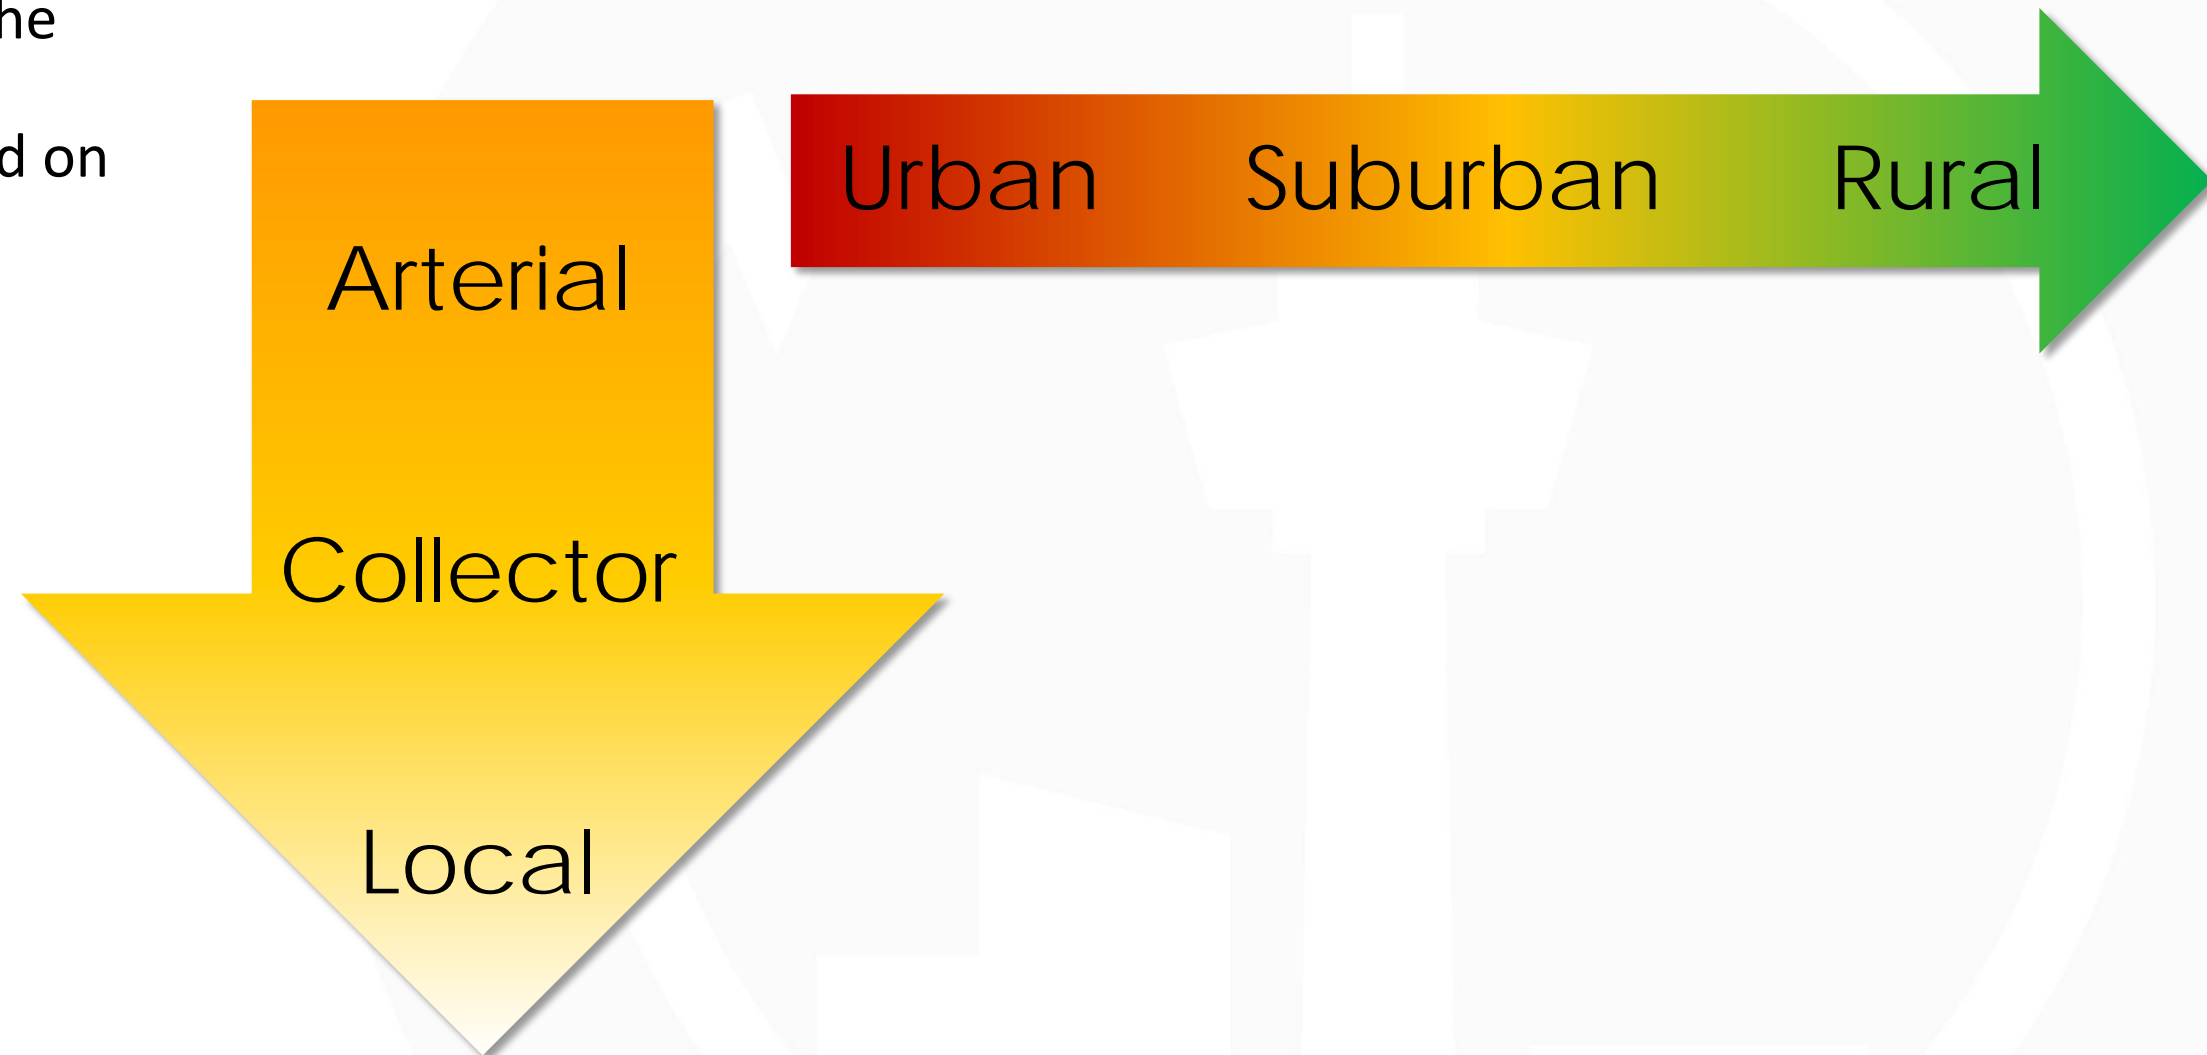 he
d on
Urban Suburban Rural
Arterial
Collector
Local